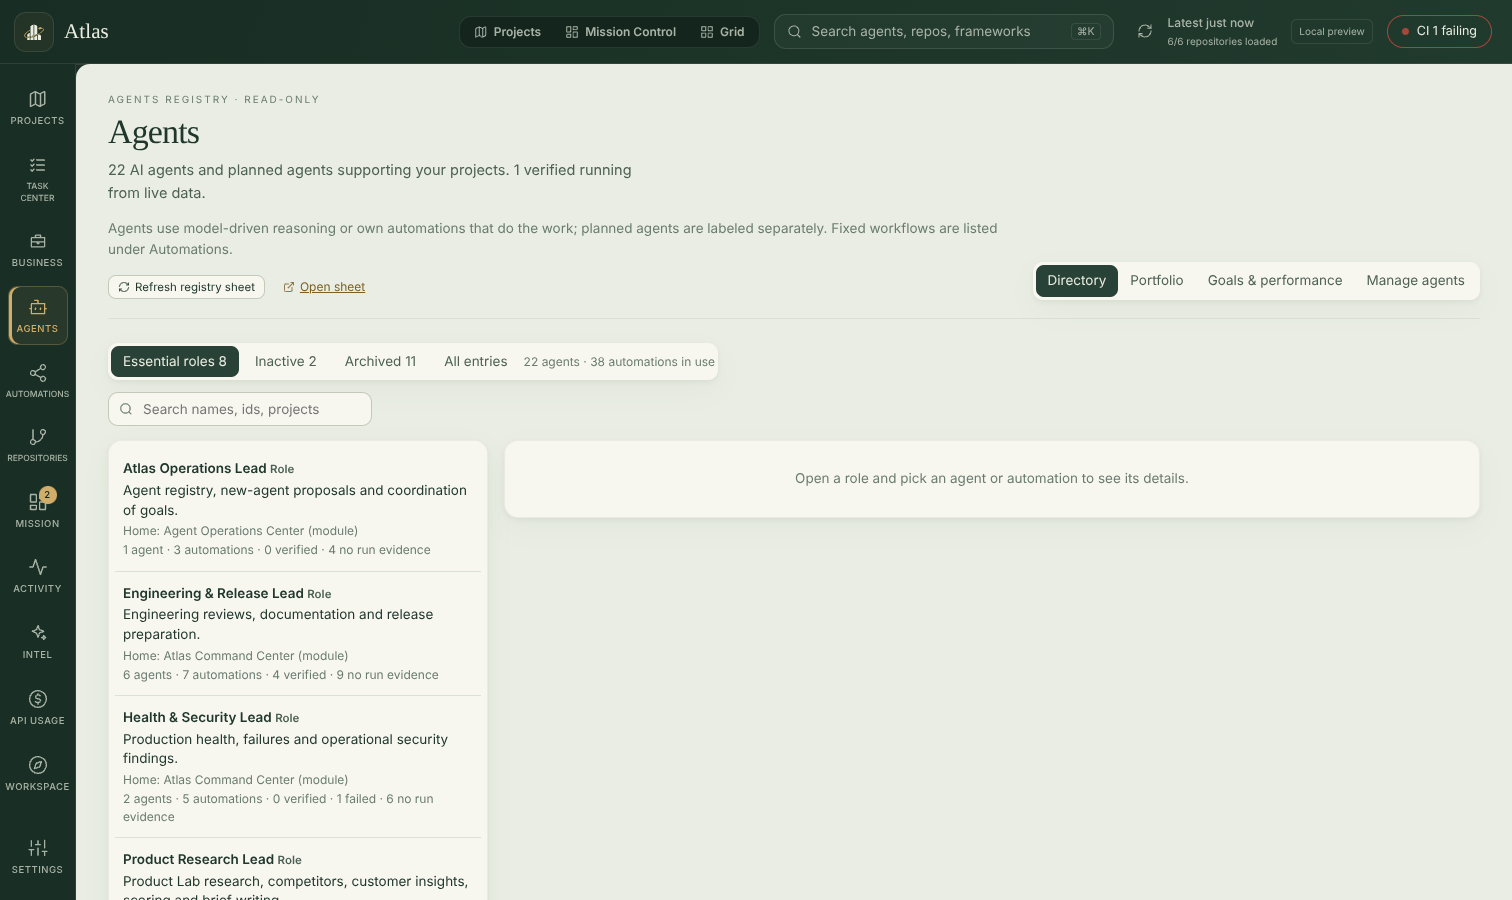 Atlas
Projects
Mission Control
Grid
Search agents, repos, frameworks
⌘K
Latest just now
6/6 repositories loaded
Local preview
CI 1 failing
PROJECTS
TASK
CENTER
BUSINESS
AGENTS
AUTOMATIONS
REPOSITORIES
2
MISSION
ACTIVITY
INTEL
API USAGE
WORKSPACE
SETTINGS
AGENTS REGISTRY · READ-ONLY
Agents
22 AI agents and planned agents supporting your projects. 1 verified running
from live data.
Agents use model-driven reasoning or own automations that do the work; planned agents are labeled separately. Fixed workflows are listed
under Automations.
Refresh registry sheet
Open sheet
Directory
Portfolio
Goals & performance
Manage agents
Essential roles 8
Inactive 2
Archived 11
All entries
22 agents · 38 automations in use
Search names, ids, projects
Atlas Operations Lead Role
Agent registry, new-agent proposals and coordination
of goals.
Home: Agent Operations Center (module)
1 agent · 3 automations · 0 verified · 4 no run evidence
Engineering & Release Lead Role
Engineering reviews, documentation and release
preparation.
Home: Atlas Command Center (module)
6 agents · 7 automations · 4 verified · 9 no run evidence
Health & Security Lead Role
Production health, failures and operational security
findings.
Home: Atlas Command Center (module)
2 agents · 5 automations · 0 verified · 1 failed · 6 no run
evidence
Product Research Lead Role
Product Lab research, competitors, customer insights,
scoring and brief writing.
Open a role and pick an agent or automation to see its details.